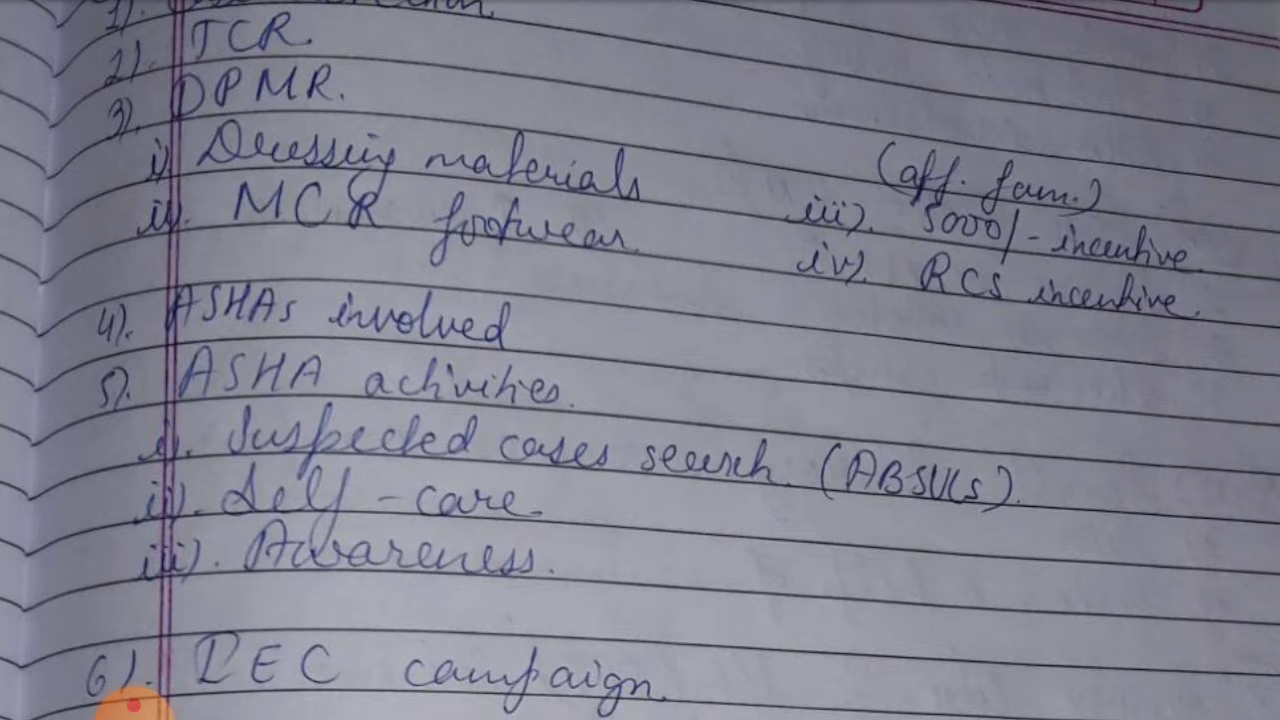 1).
2). TCR.
3). DPMR.
i) Dressing materials
ii). MCR footwear.
(aff. fam.)
iii). 5000/- incentive.
iv). RCS incentive.
4). ASHAs involved
5). ASHA activities.
i). Suspected cases search. (ABSULS).
ii). Self-care.
iii). Awareness.
6). IEC campaign.